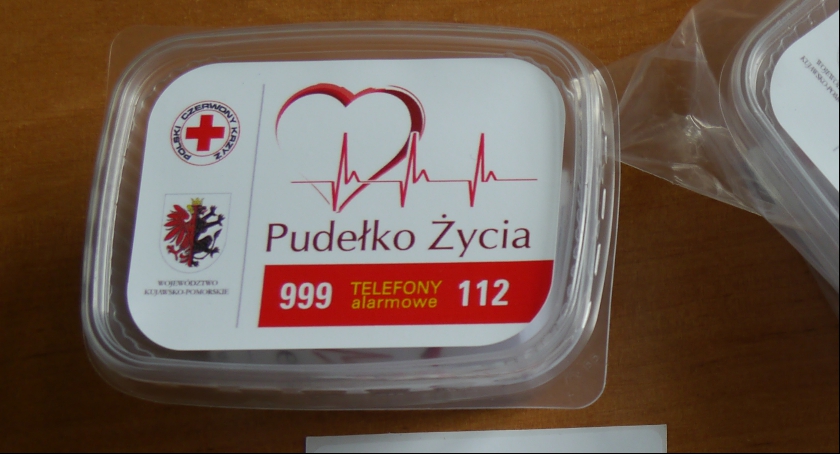 POLSKI CZERWONY KRZYŻ
WOJEWÓDZTWO
KUJAWSKO-POMORSKIE
Pudełko Życia
999 TELEFONY alarmowe 112